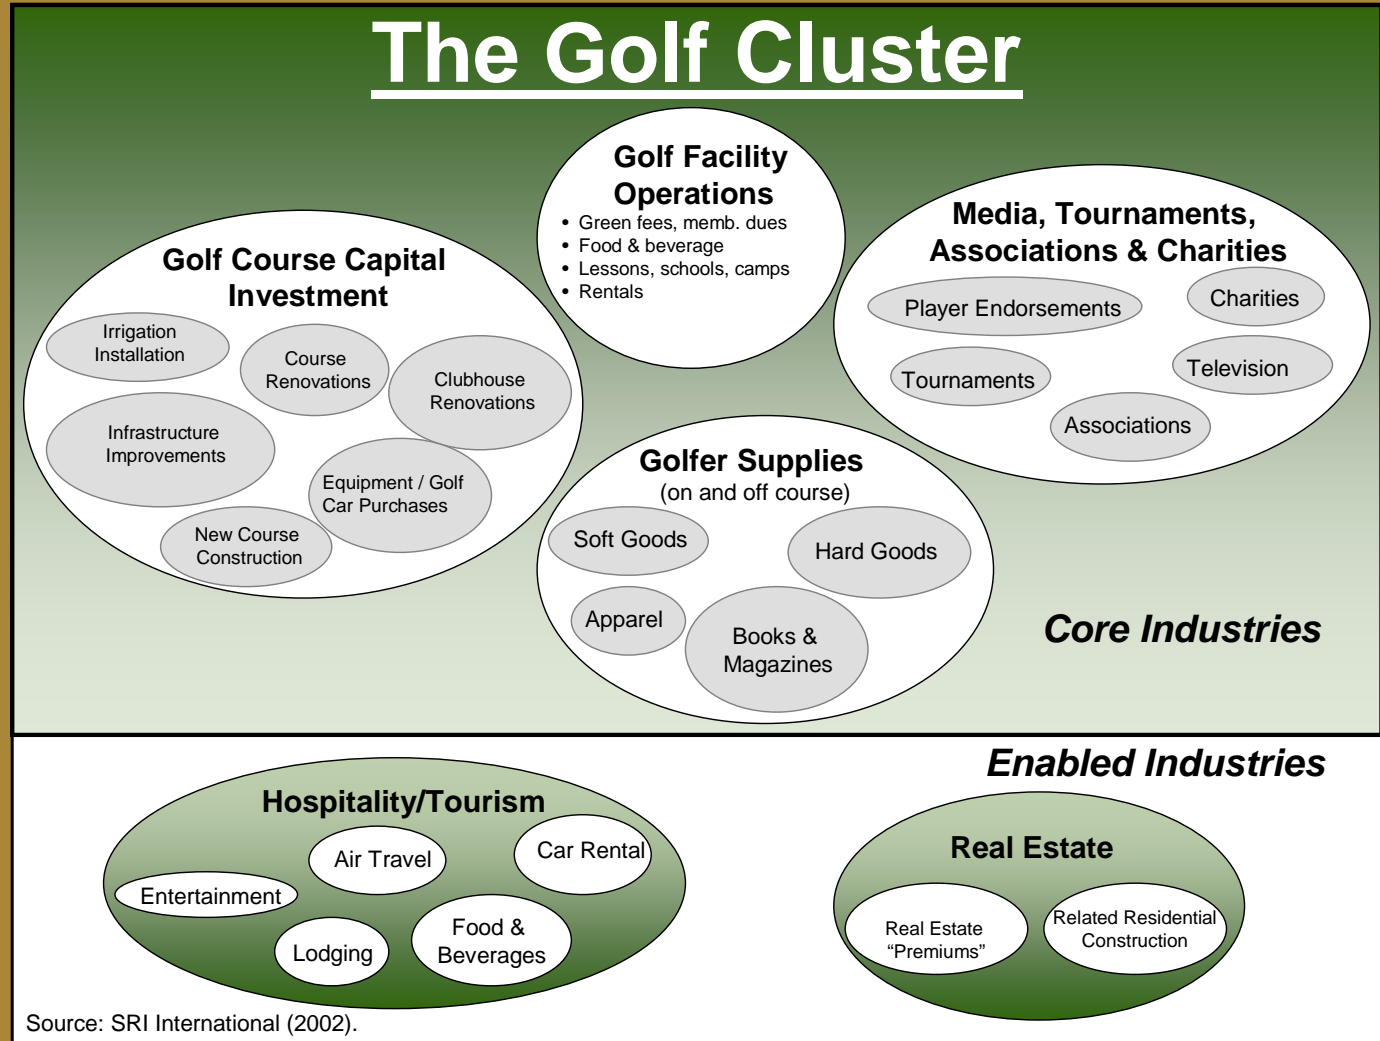 The Golf Cluster
Golf Facility
Operations
• Green fees, memb. dues
• Food & beverage
• Lessons, schools, camps
• Rentals
Golf Course Capital
Investment
Irrigation
Installation
Course
Renovations
Clubhouse
Renovations
Infrastructure
Improvements
Equipment / Golf
Car Purchases
New Course
Construction
Media, Tournaments,
Associations & Charities
Player Endorsements
Charities
Tournaments
Television
Associations
Golfer Supplies
(on and off course)
Soft Goods
Hard Goods
Apparel
Books &
Magazines
Core Industries
Enabled Industries
Hospitality/Tourism
Air Travel
Car Rental
Entertainment
Lodging
Food &
Beverages
Real Estate
Real Estate
“Premiums”
Related Residential
Construction
Source: SRI International (2002).